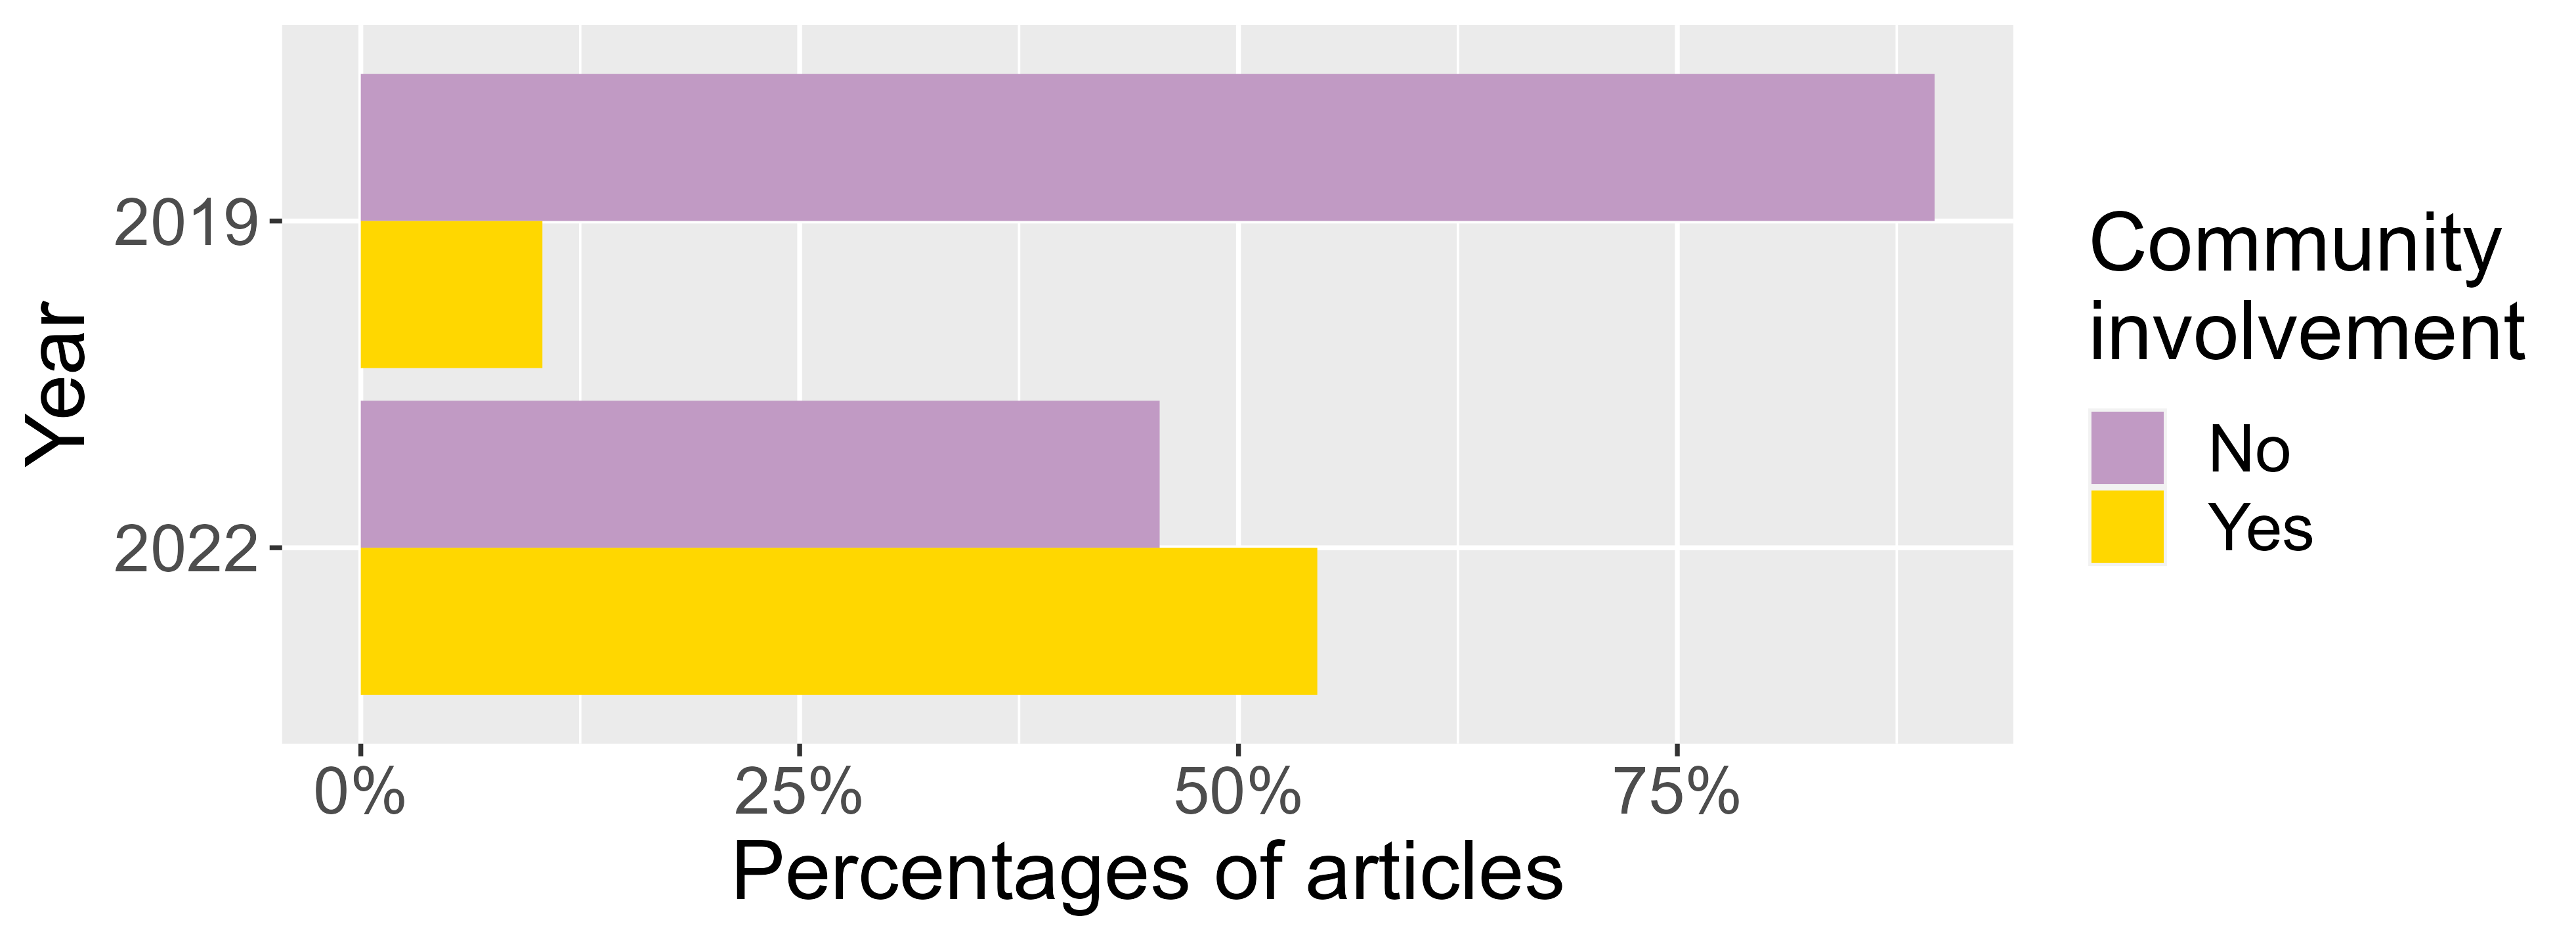 Year
2019
2022
0%
25%
50%
75%
Percentages of articles
Community
involvement
No
Yes